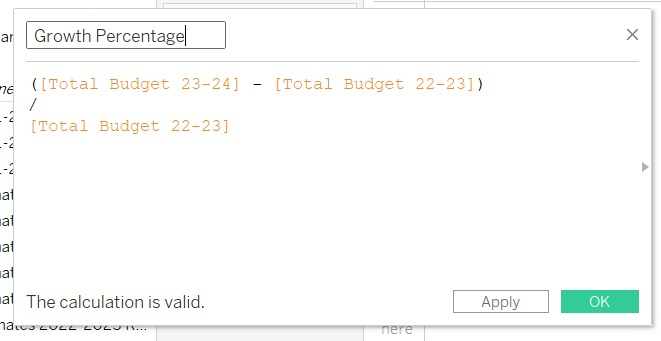 Growth Percentage
([Total Budget 23-24] - [Total Budget 22-23])
/
[Total Budget 22-23]
The calculation is valid.
Apply
OK
here